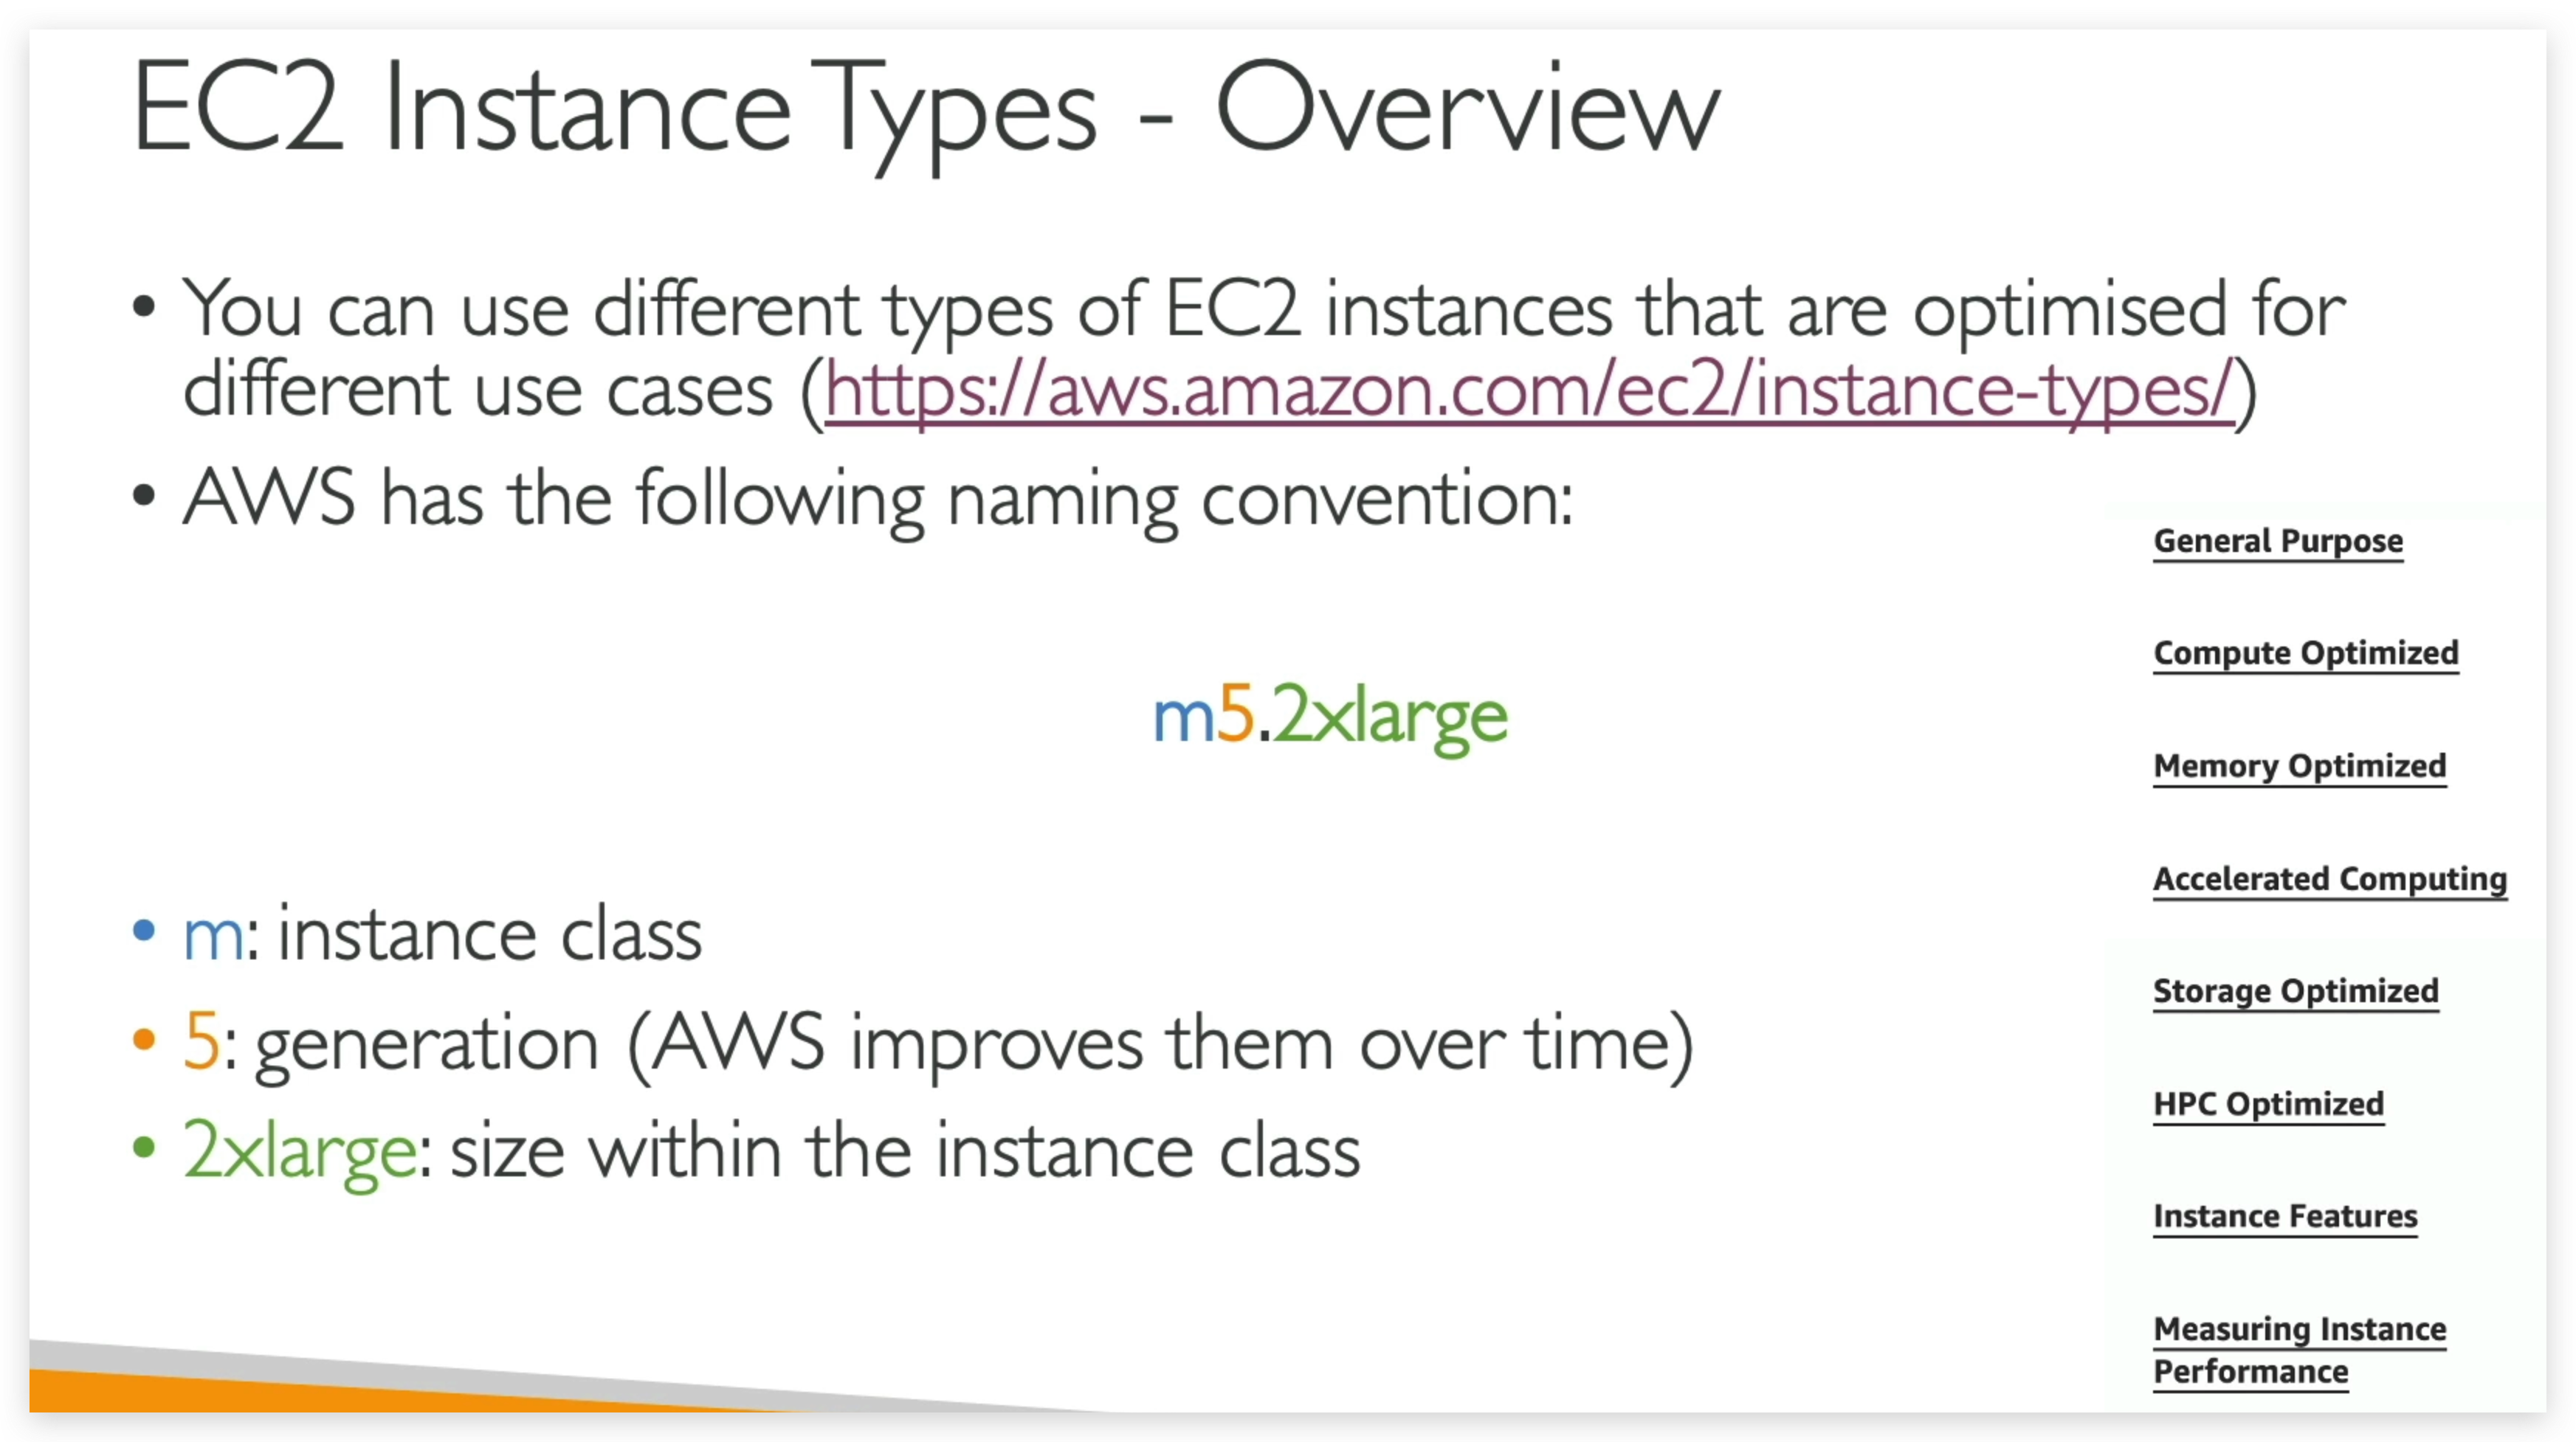 EC2 Instance Types - Overview
• You can use different types of EC2 instances that are optimised for
different use cases (https://aws.amazon.com/ec2/instance-types/)
• AWS has the following naming convention:
m5.2xlarge
• m: instance class
• 5: generation (AWS improves them over time)
• 2xlarge: size within the instance class
General Purpose
Compute Optimized
Memory Optimized
Accelerated Computing
Storage Optimized
HPC Optimized
Instance Features
Measuring Instance
Performance